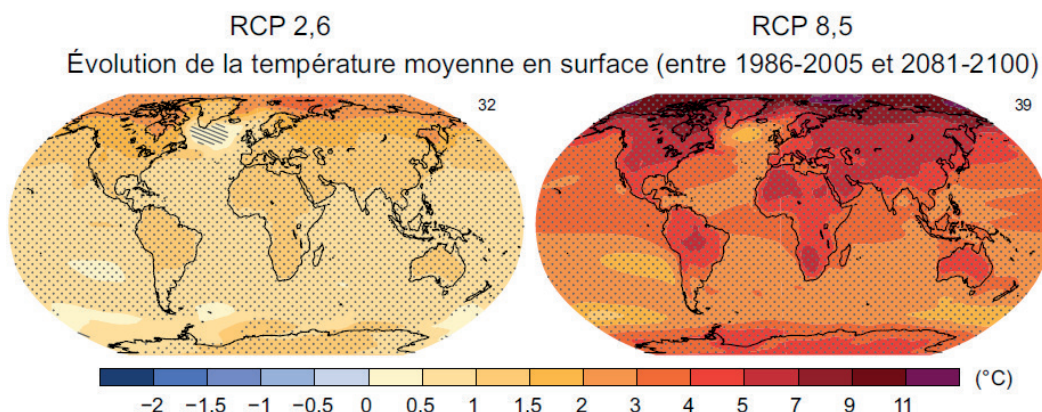 RCP 2,6 RCP 8,5
Évolution de la température moyenne en surface (entre 1986-2005 et 2081-2100)
32 39
−2 −1.5 −1 −0.5 0 0.5 1 1.5 2 3 4 5 7 9 11 (°C)